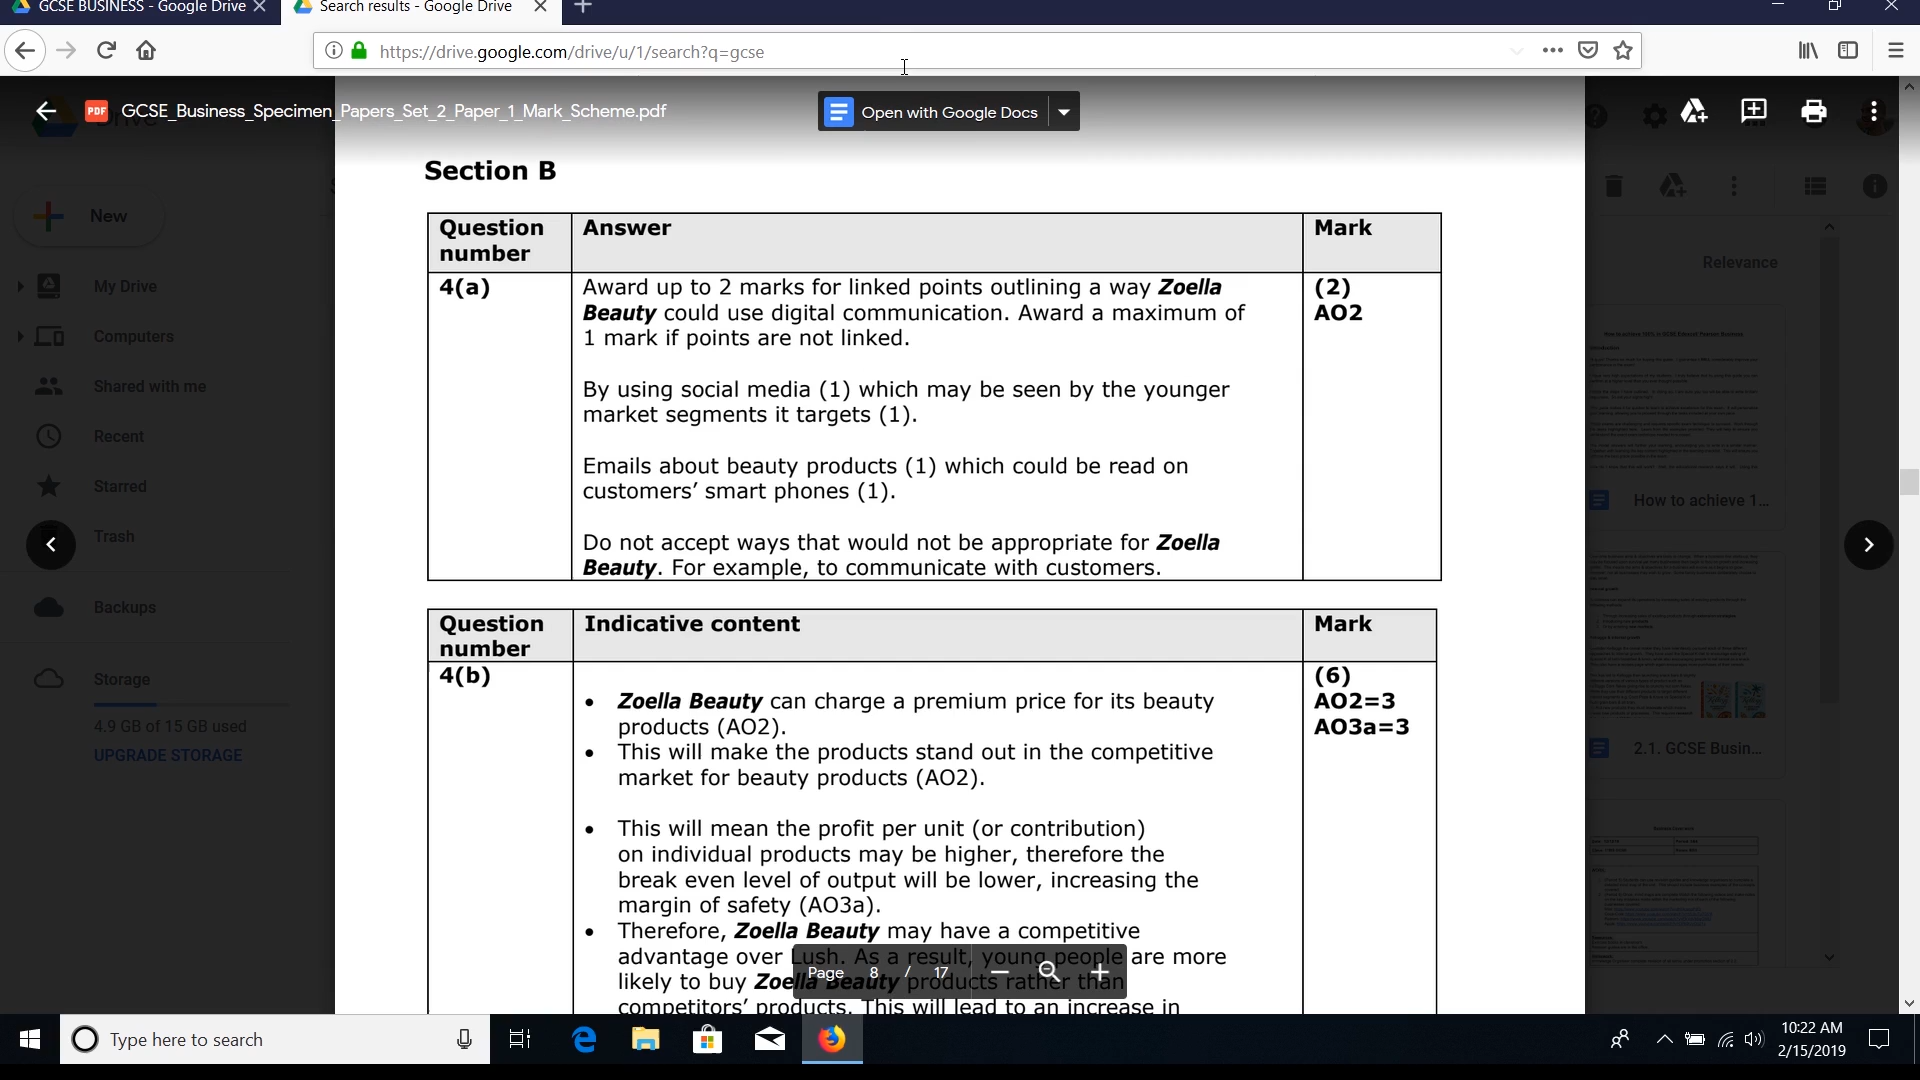 GCSE BUSINESS - Google Drive
Search results - Google Drive
https://drive.google.com/drive/u/1/search?q=gcse
PDF GCSE_Business_Specimen_Papers_Set_2_Paper_1_Mark_Scheme.pdf
Open with Google Docs
New
My Drive
Computers
Shared with me
Recent
Starred
Trash
Backups
Storage
4.9 GB of 15 GB used
UPGRADE STORAGE
Section B
Question number
Answer
Mark
4(a)
Award up to 2 marks for linked points outlining a way Zoella
Beauty could use digital communication. Award a maximum of
1 mark if points are not linked.
By using social media (1) which may be seen by the younger
market segments it targets (1).
Emails about beauty products (1) which could be read on
customers’ smart phones (1).
Do not accept ways that would not be appropriate for Zoella
Beauty. For example, to communicate with customers.
(2)
AO2
Question number
Indicative content
Mark
4(b)
• Zoella Beauty can charge a premium price for its beauty
products (AO2).
• This will make the products stand out in the competitive
market for beauty products (AO2).
• This will mean the profit per unit (or contribution)
on individual products may be higher, therefore the
break even level of output will be lower, increasing the
margin of safety (AO3a).
• Therefore, Zoella Beauty may have a competitive
advantage over Lush. As a result, young people are more
likely to buy Zoella Beauty products rather than
competitors’ products. This will lead to an increase in
(6)
AO2=3
AO3a=3
Page 8 / 17
Relevance
How to achieve 1...
2.1. GCSE Busin...
Type here to search
10:22 AM
2/15/2019